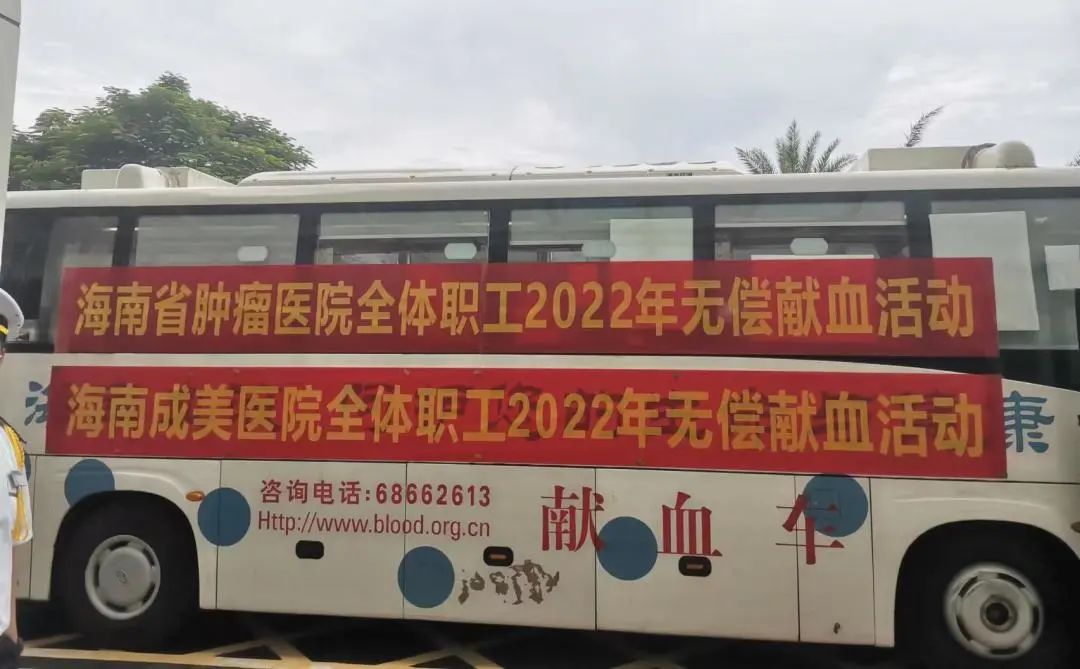 海南省肿瘤医院全体职工2022年无偿献血活动
海南成美医院全体职工2022年无偿献血活动
康
咨询电话:68662613
Http://www.blood.org.cn
献血车